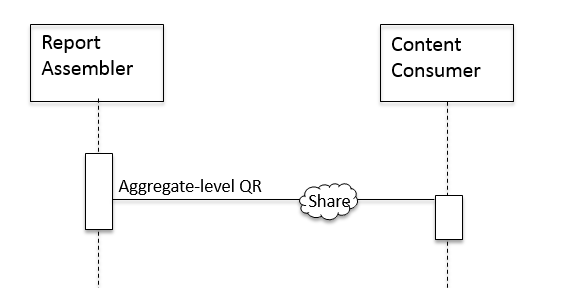 Report
Assembler
Content
Consumer
Aggregate-level QR
Share